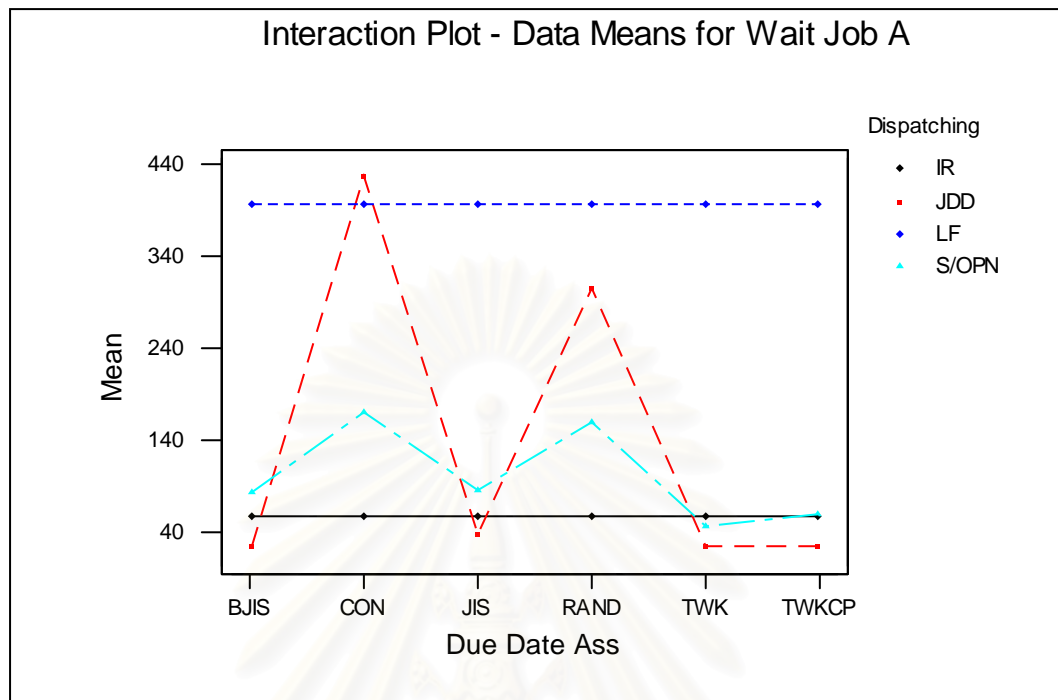 Interaction Plot - Data Means for Wait Job A
Dispatching
IR
JDD
LF
S/OPN
440
340
240
140
40
Mean
BJIS CON JIS RAND TWK TWKCP
Due Date Ass